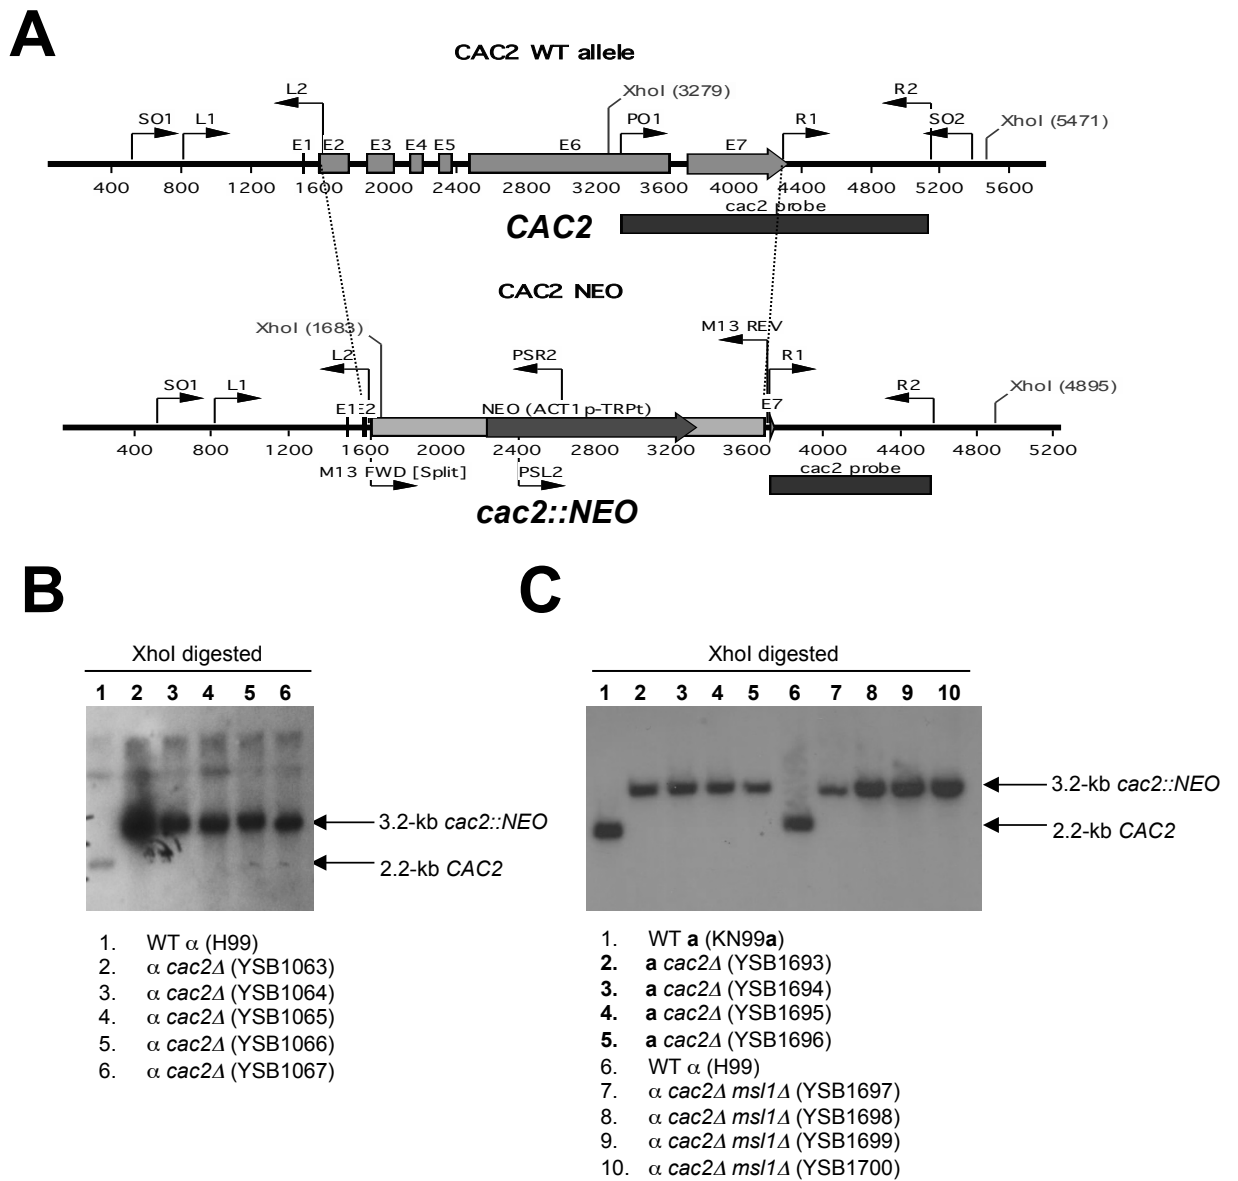 A
CAC2 WT allele
L2
XhoI (3279)
R2
SO1
L1
PO1
R1
SO2
XhoI (5471)
E1
E2
E3
E4
E5
E6
E7
400
800
1200
1600
2000
2400
2800
3200
3600
4000
4400
4800
5200
5600
cac2 probe
CAC2
CAC2 NEO
XhoI (1683)
M13 REV
L2
PSR2
R1
SO1
L1
R2
XhoI (4895)
E1
E2
NEO (ACT1p-TRPt)
E7
400
800
1200
1600
2000
2400
2800
3200
3600
4000
4400
4800
5200
M13 FWD [Split]
PSL2
cac2 probe
cac2::NEO
B
XhoI digested
1 2 3 4 5 6
3.2-kb cac2::NEO
2.2-kb CAC2
1. WT α (H99)
2. α cac2Δ (YSB1063)
3. α cac2Δ (YSB1064)
4. α cac2Δ (YSB1065)
5. α cac2Δ (YSB1066)
6. α cac2Δ (YSB1067)
C
XhoI digested
1 2 3 4 5 6 7 8 9 10
3.2-kb cac2::NEO
2.2-kb CAC2
1. WT a (KN99a)
2. a cac2Δ (YSB1693)
3. a cac2Δ (YSB1694)
4. a cac2Δ (YSB1695)
5. a cac2Δ (YSB1696)
6. WT α (H99)
7. α cac2Δ msl1Δ (YSB1697)
8. α cac2Δ msl1Δ (YSB1698)
9. α cac2Δ msl1Δ (YSB1699)
10. α cac2Δ msl1Δ (YSB1700)